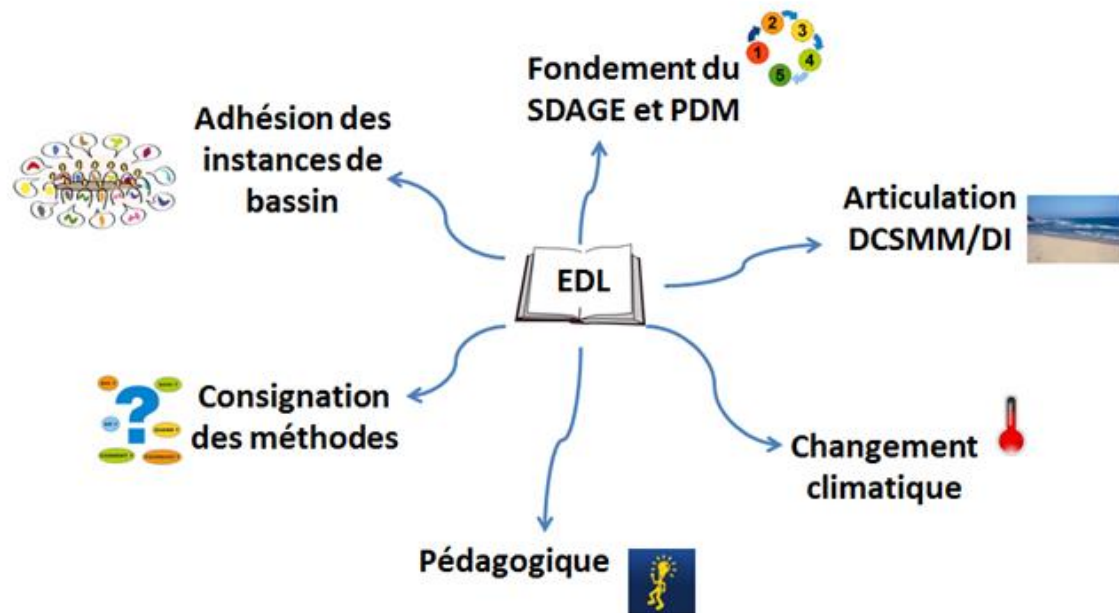 2
3
1
4
5
Fondement du
SDAGE et PDM
Adhésion des
instances de
bassin
Articulation
DCSMM/DI
EDL
Consignation
des méthodes
Changement
climatique
Pédagogique